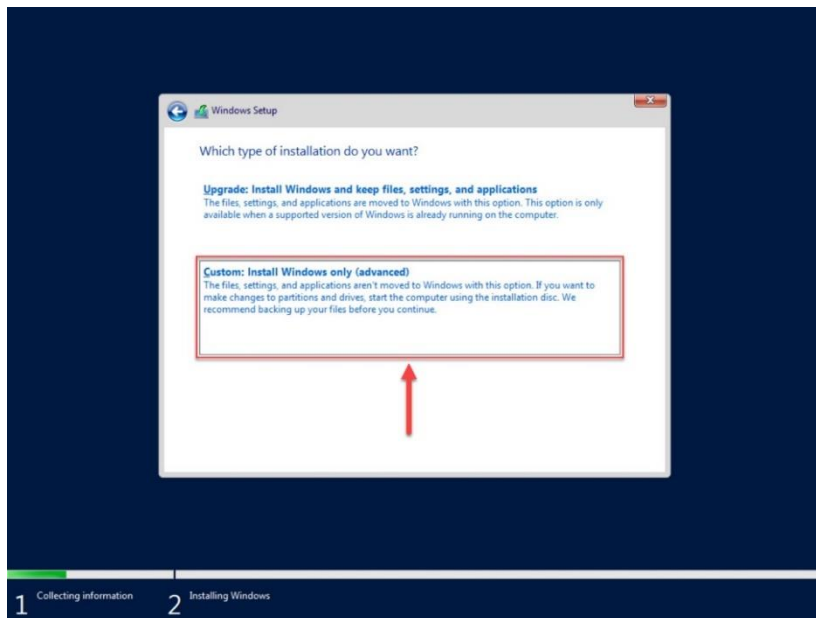 Windows Setup
Which type of installation do you want?
Upgrade: Install Windows and keep files, settings, and applications
The files, settings, and applications are moved to Windows with this option. This option is only
available when a supported version of Windows is already running on the computer.
Custom: Install Windows only (advanced)
The files, settings, and applications aren't moved to Windows with this option. If you want to
make changes to partitions and drives, start the computer using the installation disc. We
recommend backing up your files before you continue.
1 Collecting information
2 Installing Windows